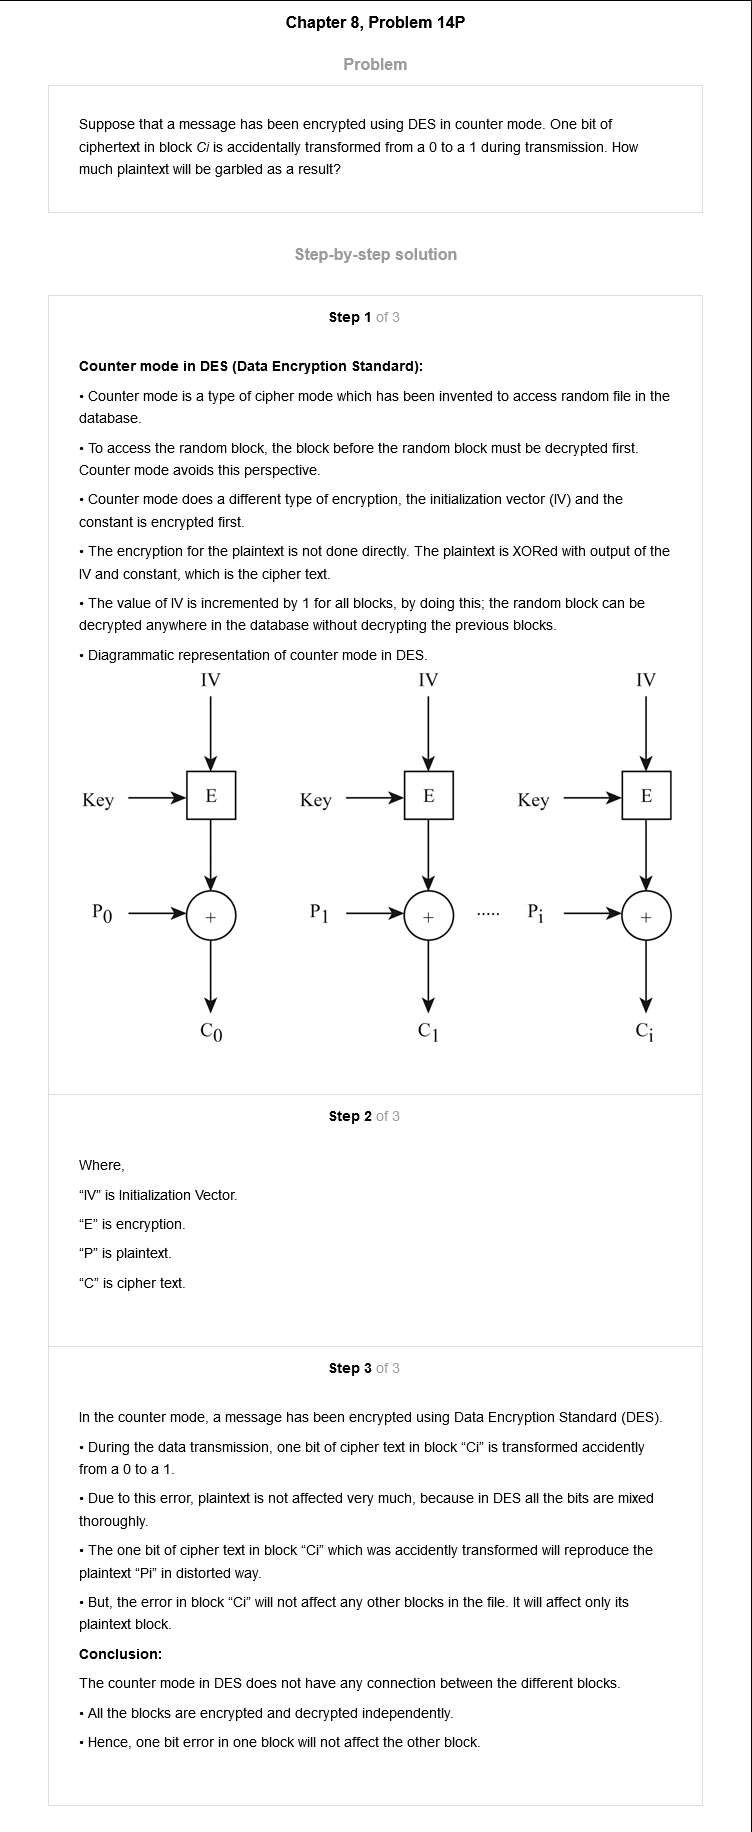 Chapter 8, Problem 14P
Problem
Suppose that a message has been encrypted using DES in counter mode. One bit of
ciphertext in block Ci is accidentally transformed from a 0 to a 1 during transmission. How
much plaintext will be garbled as a result?
Step-by-step solution
Step 1 of 3
Counter mode in DES (Data Encryption Standard):
• Counter mode is a type of cipher mode which has been invented to access random file in the
database.
• To access the random block, the block before the random block must be decrypted first.
Counter mode avoids this perspective.
• Counter mode does a different type of encryption, the initialization vector (IV) and the
constant is encrypted first.
• The encryption for the plaintext is not done directly. The plaintext is XORed with output of the
IV and constant, which is the cipher text.
• The value of IV is incremented by 1 for all blocks, by doing this; the random block can be
decrypted anywhere in the database without decrypting the previous blocks.
• Diagrammatic representation of counter mode in DES.
IV IV IV
Key E Key E Key E
P0 + P1 + ..... Pi +
C0 C1 Ci
Step 2 of 3
Where,
“IV” is Initialization Vector.
“E” is encryption.
“P” is plaintext.
“C” is cipher text.
Step 3 of 3
In the counter mode, a message has been encrypted using Data Encryption Standard (DES).
• During the data transmission, one bit of cipher text in block “Ci” is transformed accidently
from a 0 to a 1.
• Due to this error, plaintext is not affected very much, because in DES all the bits are mixed
thoroughly.
• The one bit of cipher text in block “Ci” which was accidently transformed will reproduce the
plaintext “Pi” in distorted way.
• But, the error in block “Ci” will not affect any other blocks in the file. It will affect only its
plaintext block.
Conclusion:
The counter mode in DES does not have any connection between the different blocks.
• All the blocks are encrypted and decrypted independently.
• Hence, one bit error in one block will not affect the other block.